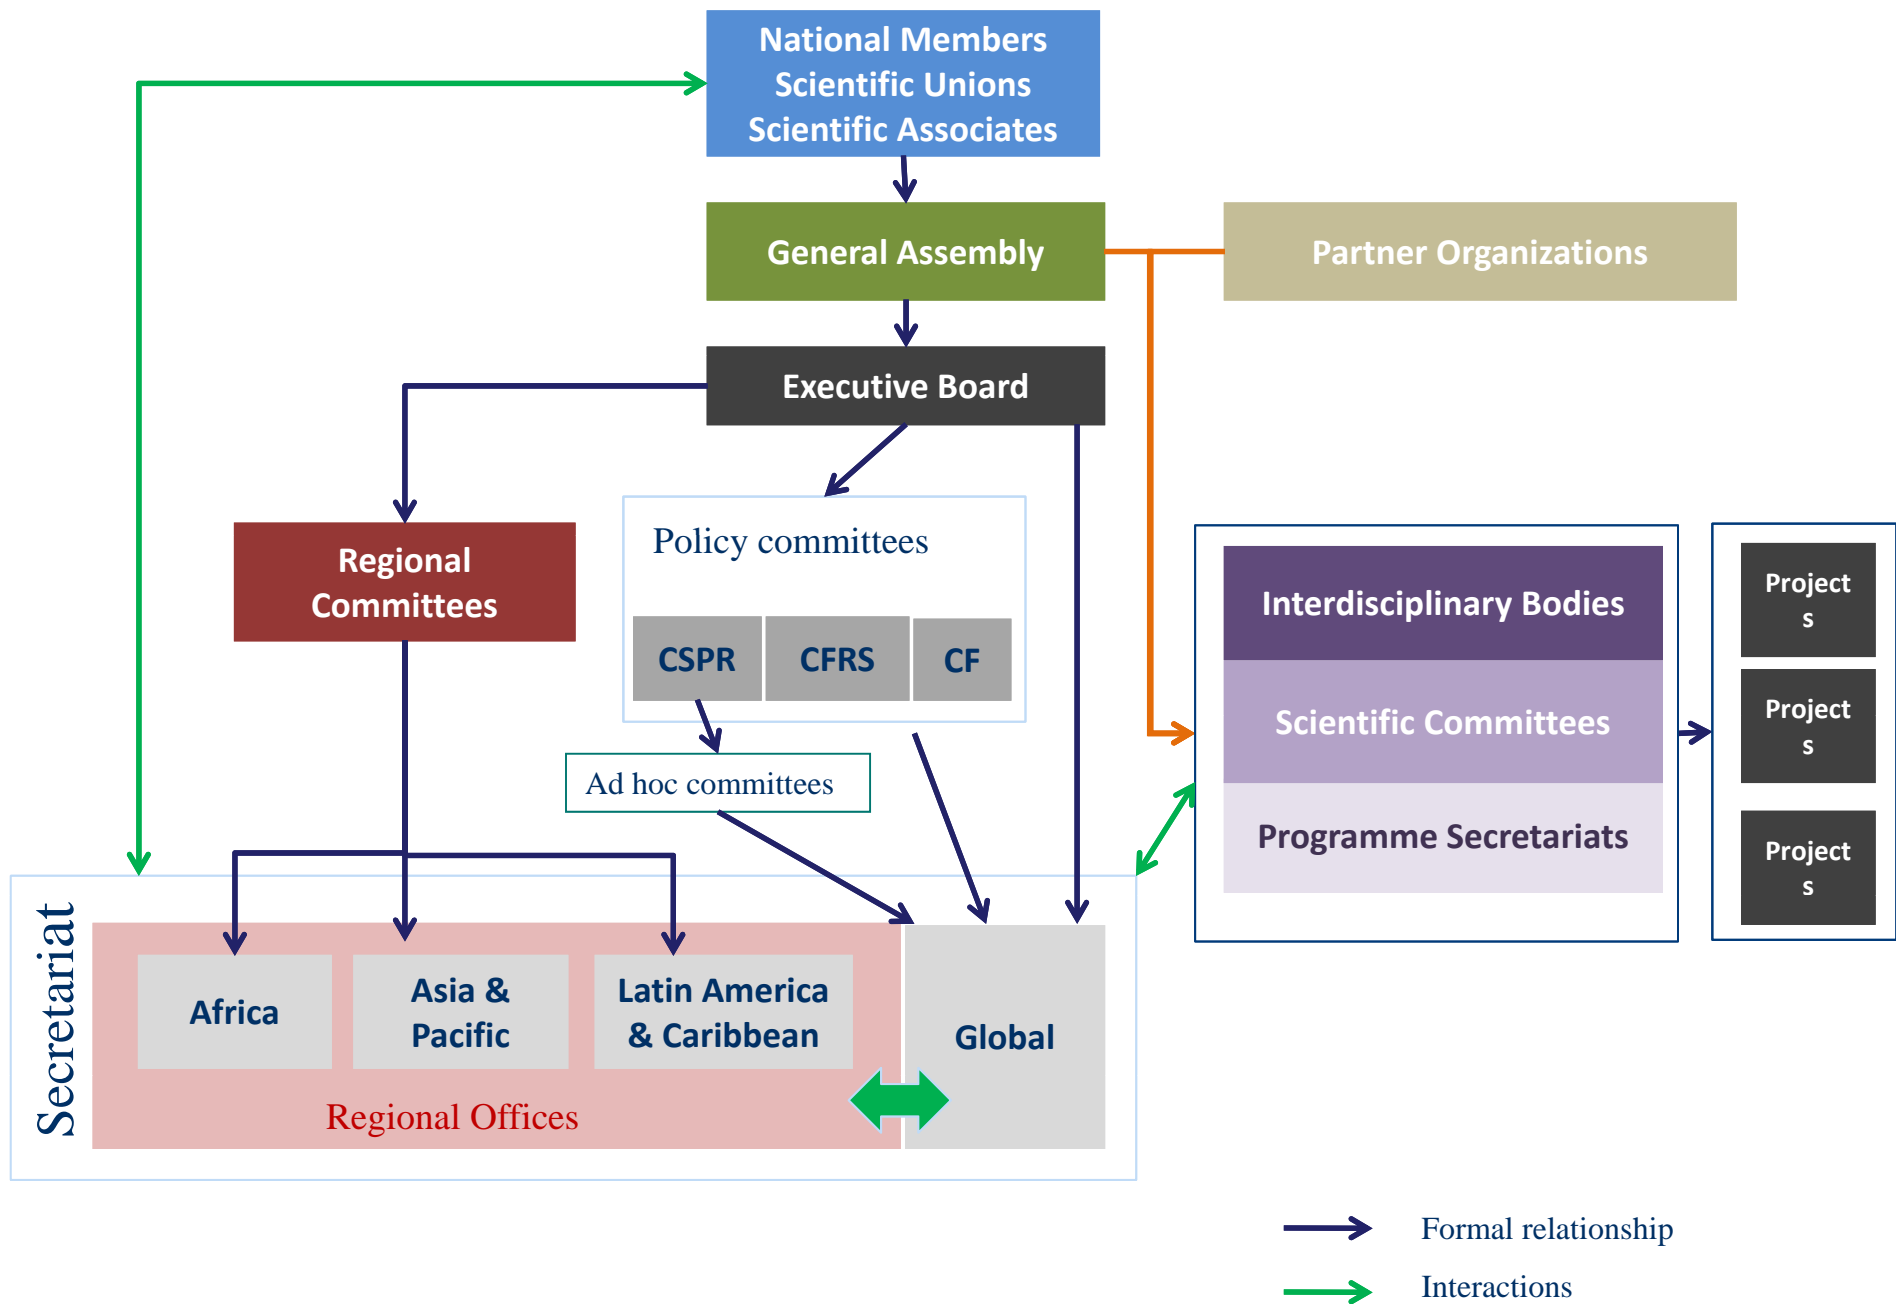 National Members
Scientific Unions
Scientific Associates
General Assembly
Partner Organizations
Executive Board
Regional
Committees
Policy committees
CSPR
CFRS
CF
Ad hoc committees
Interdisciplinary Bodies
Scientific Committees
Programme Secretariats
Project
s
Project
s
Project
s
Secretariat
Africa
Asia &
Pacific
Latin America
& Caribbean
Global
Regional Offices
Formal relationship
Interactions